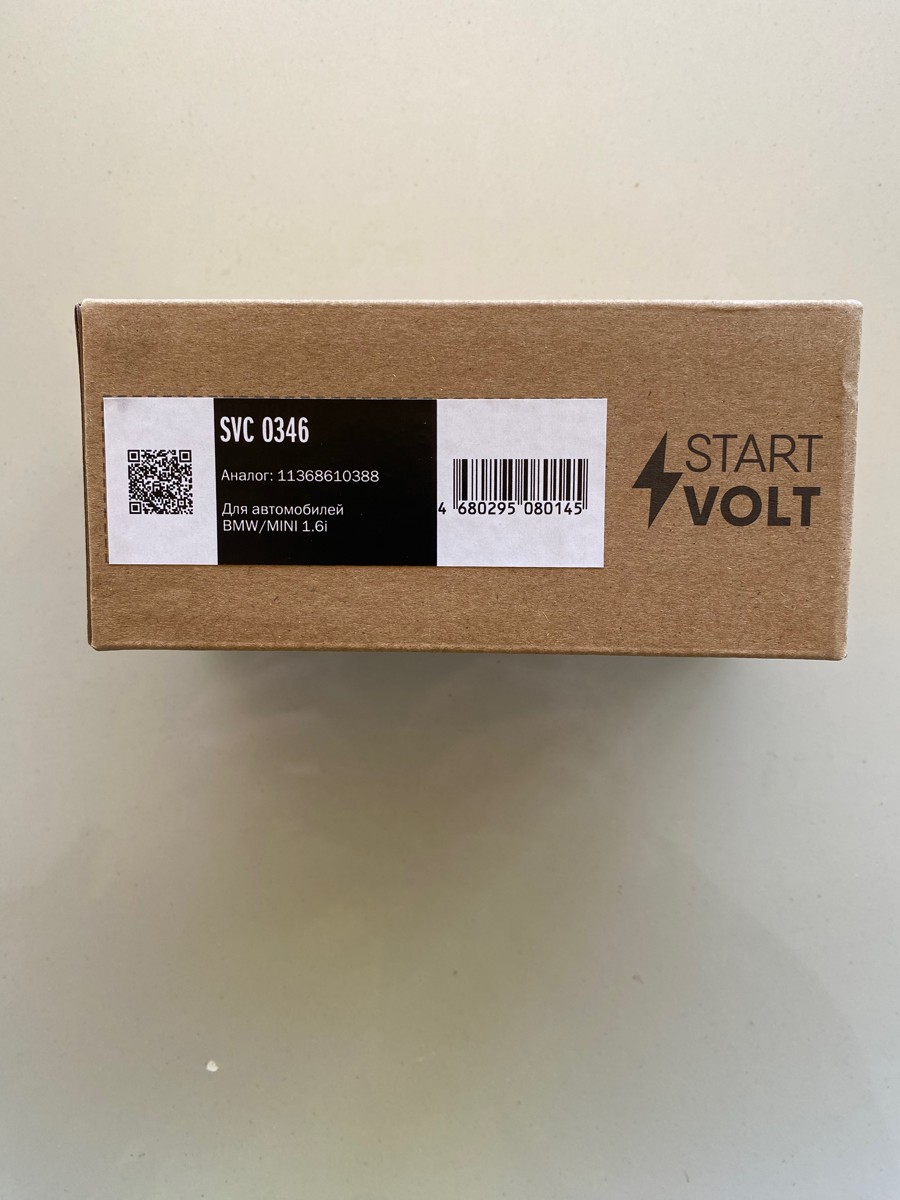 SVC 0346
Аналог: 11368610388
Для автомобилей
BMW/MINI 1.6i
4 680295 080145
START
VOLT